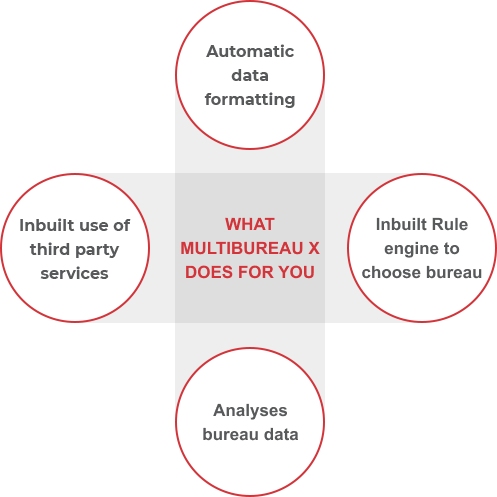 Automatic
data
formatting
Inbuilt use of
third party
services
WHAT
MULTIBUREAU X
DOES FOR YOU
Inbuilt Rule
engine to
choose bureau
Analyses
bureau data